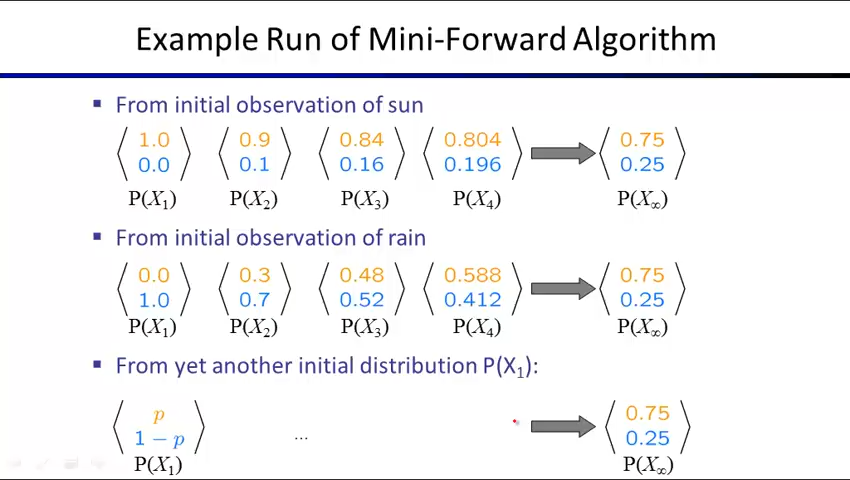 Example Run of Mini-Forward Algorithm
▪ From initial observation of sun
1.0 0.9 0.84 0.804 0.75
0.0 0.1 0.16 0.196 0.25
P(X₁) P(X₂) P(X₃) P(X₄) P(X∞)
▪ From initial observation of rain
0.0 0.3 0.48 0.588 0.75
1.0 0.7 0.52 0.412 0.25
P(X₁) P(X₂) P(X₃) P(X₄) P(X∞)
▪ From yet another initial distribution P(X₁):
p 0.75
1 − p ... 0.25
P(X₁) P(X∞)